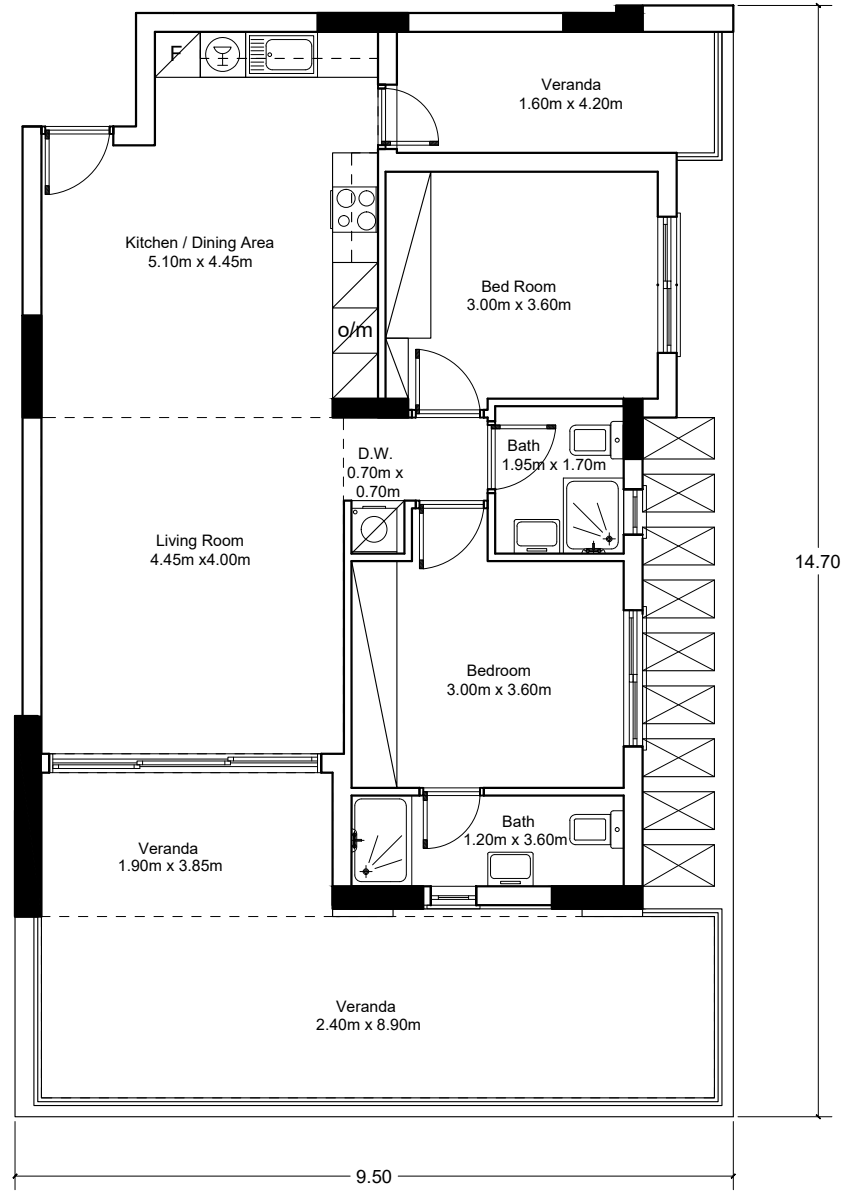 F
Veranda
1.60m x 4.20m
Kitchen / Dining Area
5.10m x 4.45m
Bed Room
3.00m x 3.60m
o/m
D.W.
0.70m x
0.70m
Bath
1.95m x 1.70m
Living Room
4.45m x4.00m
14.70
Bedroom
3.00m x 3.60m
Bath
1.20m x 3.60m
Veranda
1.90m x 3.85m
Veranda
2.40m x 8.90m
9.50